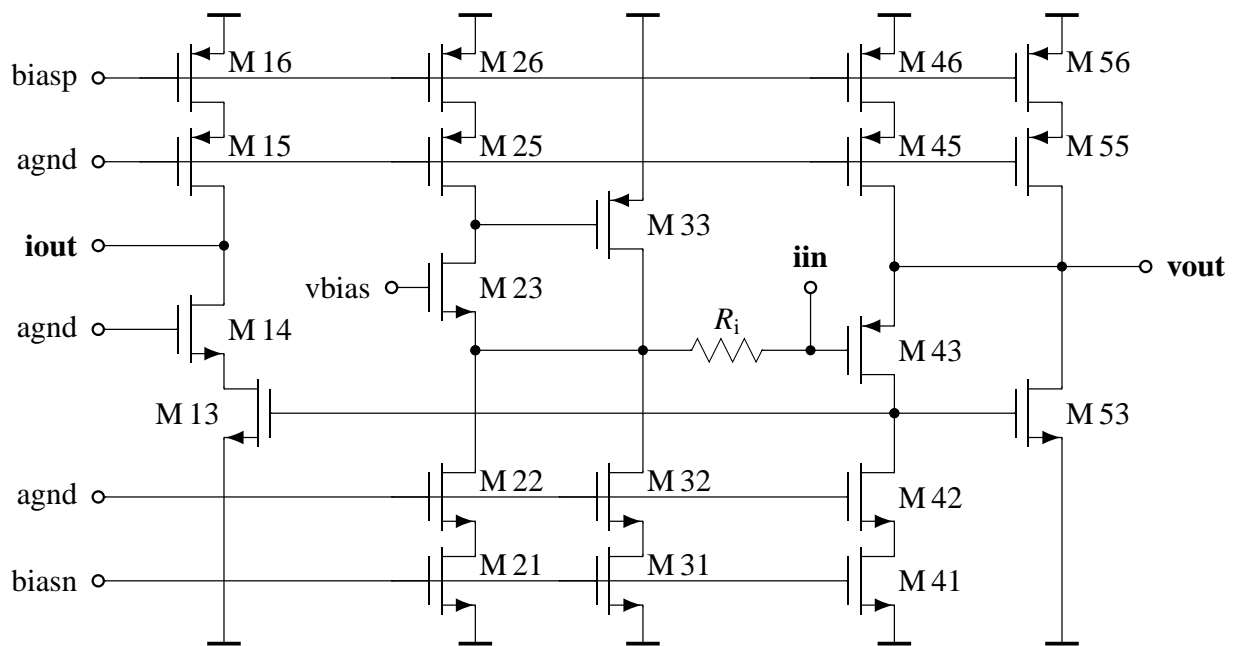 biasp M 16 M 26 M 46 M 56
agnd M 15 M 25 M 45 M 55
iout M 33
vbias M 23 iin vout
agnd M 14 Ri M 43
M 13 M 53
agnd M 22 M 32 M 42
biasn M 21 M 31 M 41